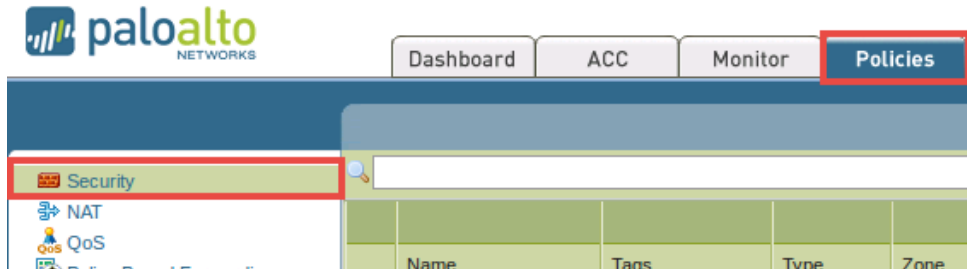 paloalto
NETWORKS
Dashboard ACC Monitor Policies
Security
NAT
QoS
Name Tags Type Zone